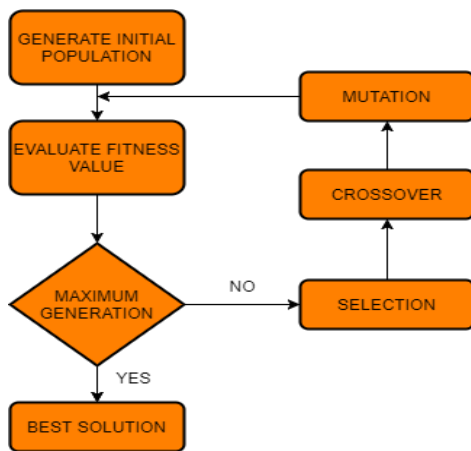 GENERATE INITIAL
POPULATION
EVALUATE FITNESS
VALUE
MAXIMUM
GENERATION
YES
BEST SOLUTION
NO
SELECTION
CROSSOVER
MUTATION